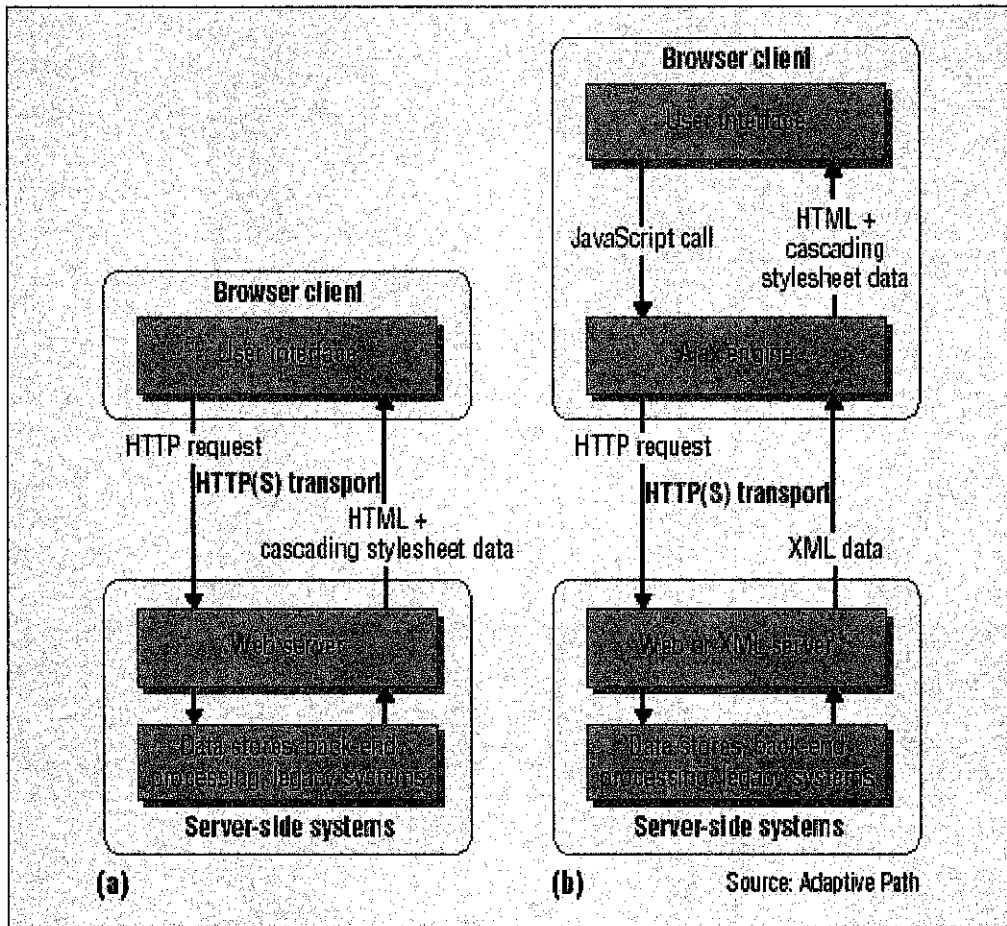 Browser client
User interface
HTTP request
HTTP(S) transport
HTML +
cascading stylesheet data
Web server
Data stores, back-end
processing, legacy systems
Server-side systems
(a)
Browser client
User interface
JavaScript call
HTML +
cascading
stylesheet data
Ajax engine
HTTP request
HTTP(S) transport
XML data
Web or XML server
Data stores, back-end
processing, legacy systems
Server-side systems
(b)
Source: Adaptive Path